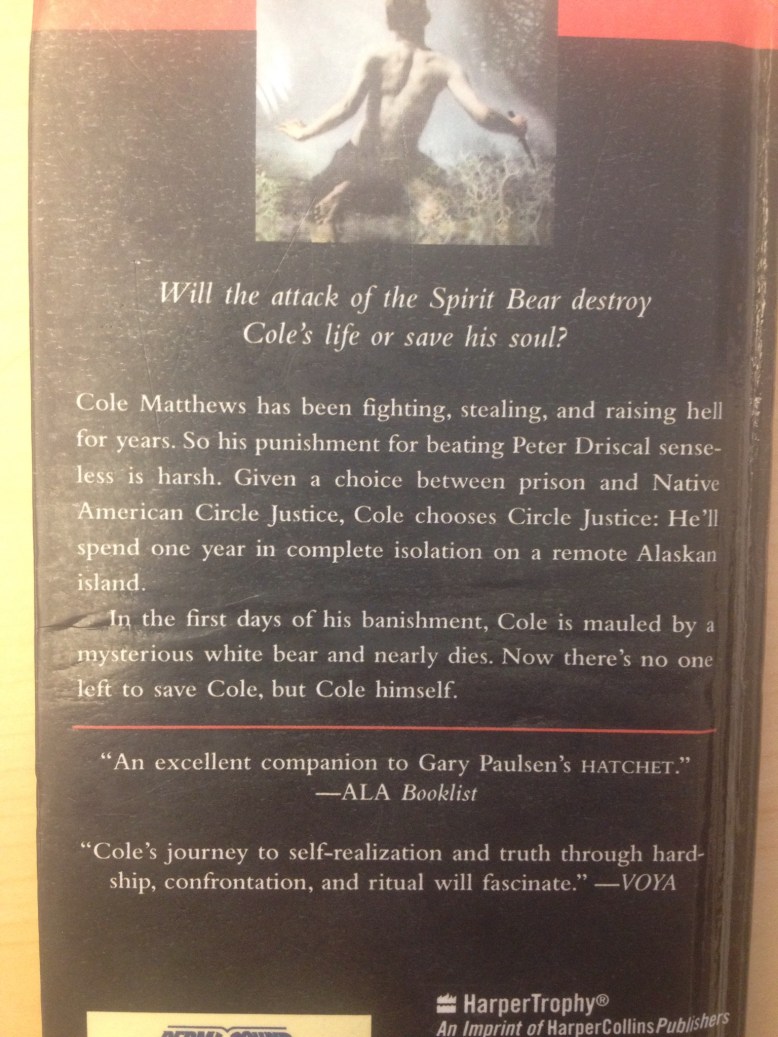 Will the attack of the Spirit Bear destroy
Cole's life or save his soul?
Cole Matthews has been fighting, stealing, and raising hell
for years. So his punishment for beating Peter Driscal sense-
less is harsh. Given a choice between prison and Native
American Circle Justice, Cole chooses Circle Justice: He'll
spend one year in complete isolation on a remote Alaskan
island.
In the first days of his banishment, Cole is mauled by a
mysterious white bear and nearly dies. Now there's no one
left to save Cole, but Cole himself.
“An excellent companion to Gary Paulsen's HATCHET.”
—ALA Booklist
“Cole's journey to self-realization and truth through hard-
ship, confrontation, and ritual will fascinate.” —VOYA
HarperTrophy®
An Imprint of HarperCollinsPublishers